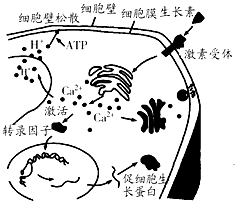 细胞壁松散 细胞壁 细胞膜 生长素
H⁺ ATP
激素受体
H⁺
Ca²⁺
激活 Ca²⁺
转录因子
促细胞生
长蛋白